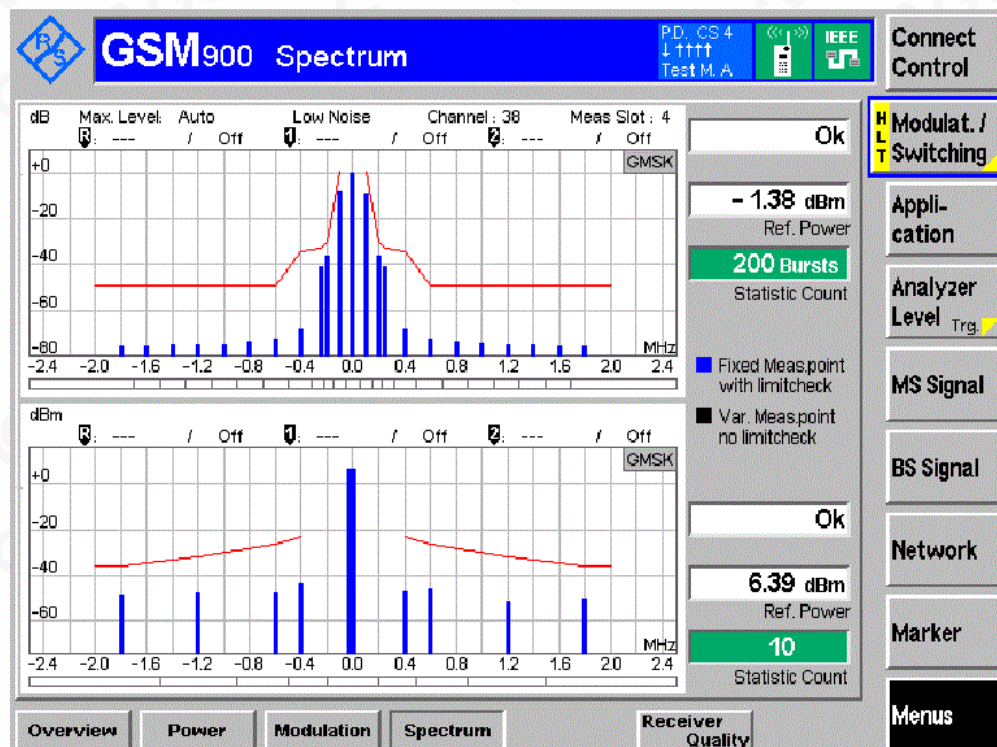 R/S
GSM900 Spectrum
PD. CS 4
↓ ↑↑↑↑
Test M. A
IEEE
Connect
Control
dB Max. Level: Auto Low Noise Channel : 38 Meas Slot : 4
R: --- / Off 1: --- / Off 2: --- / Off
GMSK
+0
-20
-40
-60
-80
MHz
-2.4 -2.0 -1.6 -1.2 -0.8 -0.4 0.0 0.4 0.8 1.2 1.6 2.0 2.4
Ok
- 1.38 dBm
Ref. Power
200 Bursts
Statistic Count
Fixed Meas.point
with limitcheck
Var. Meas.point
no limitcheck
dBm
R: --- / Off 1: --- / Off 2: --- / Off
GMSK
+0
-20
-40
-60
MHz
-2.4 -2.0 -1.6 -1.2 -0.8 -0.4 0.0 0.4 0.8 1.2 1.6 2.0 2.4
Ok
6.39 dBm
Ref. Power
10
Statistic Count
HLT
Modulat. /
Switching
Appli-
cation
Analyzer
Level Trg.
MS Signal
BS Signal
Network
Marker
Menus
Overview
Power
Modulation
Spectrum
Receiver
Quality